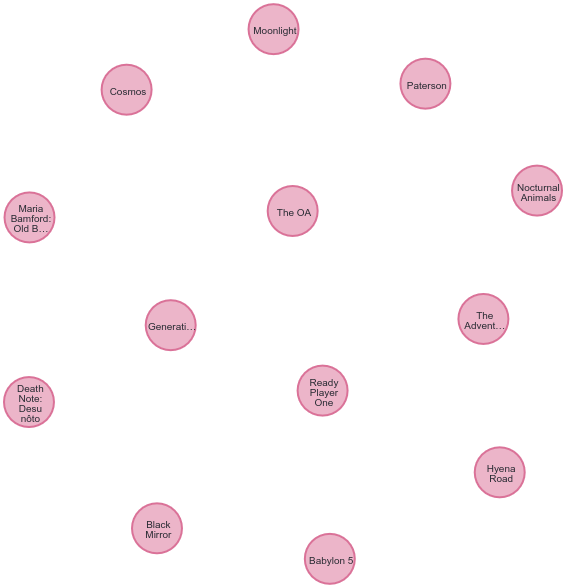 Moonlight
Paterson
Cosmos
Nocturnal
Animals
Maria
Bamford:
Old B…
The OA
The
Advent…
Generati…
Ready
Player
One
Death
Note:
Desu
nôto
Hyena
Road
Black
Mirror
Babylon 5